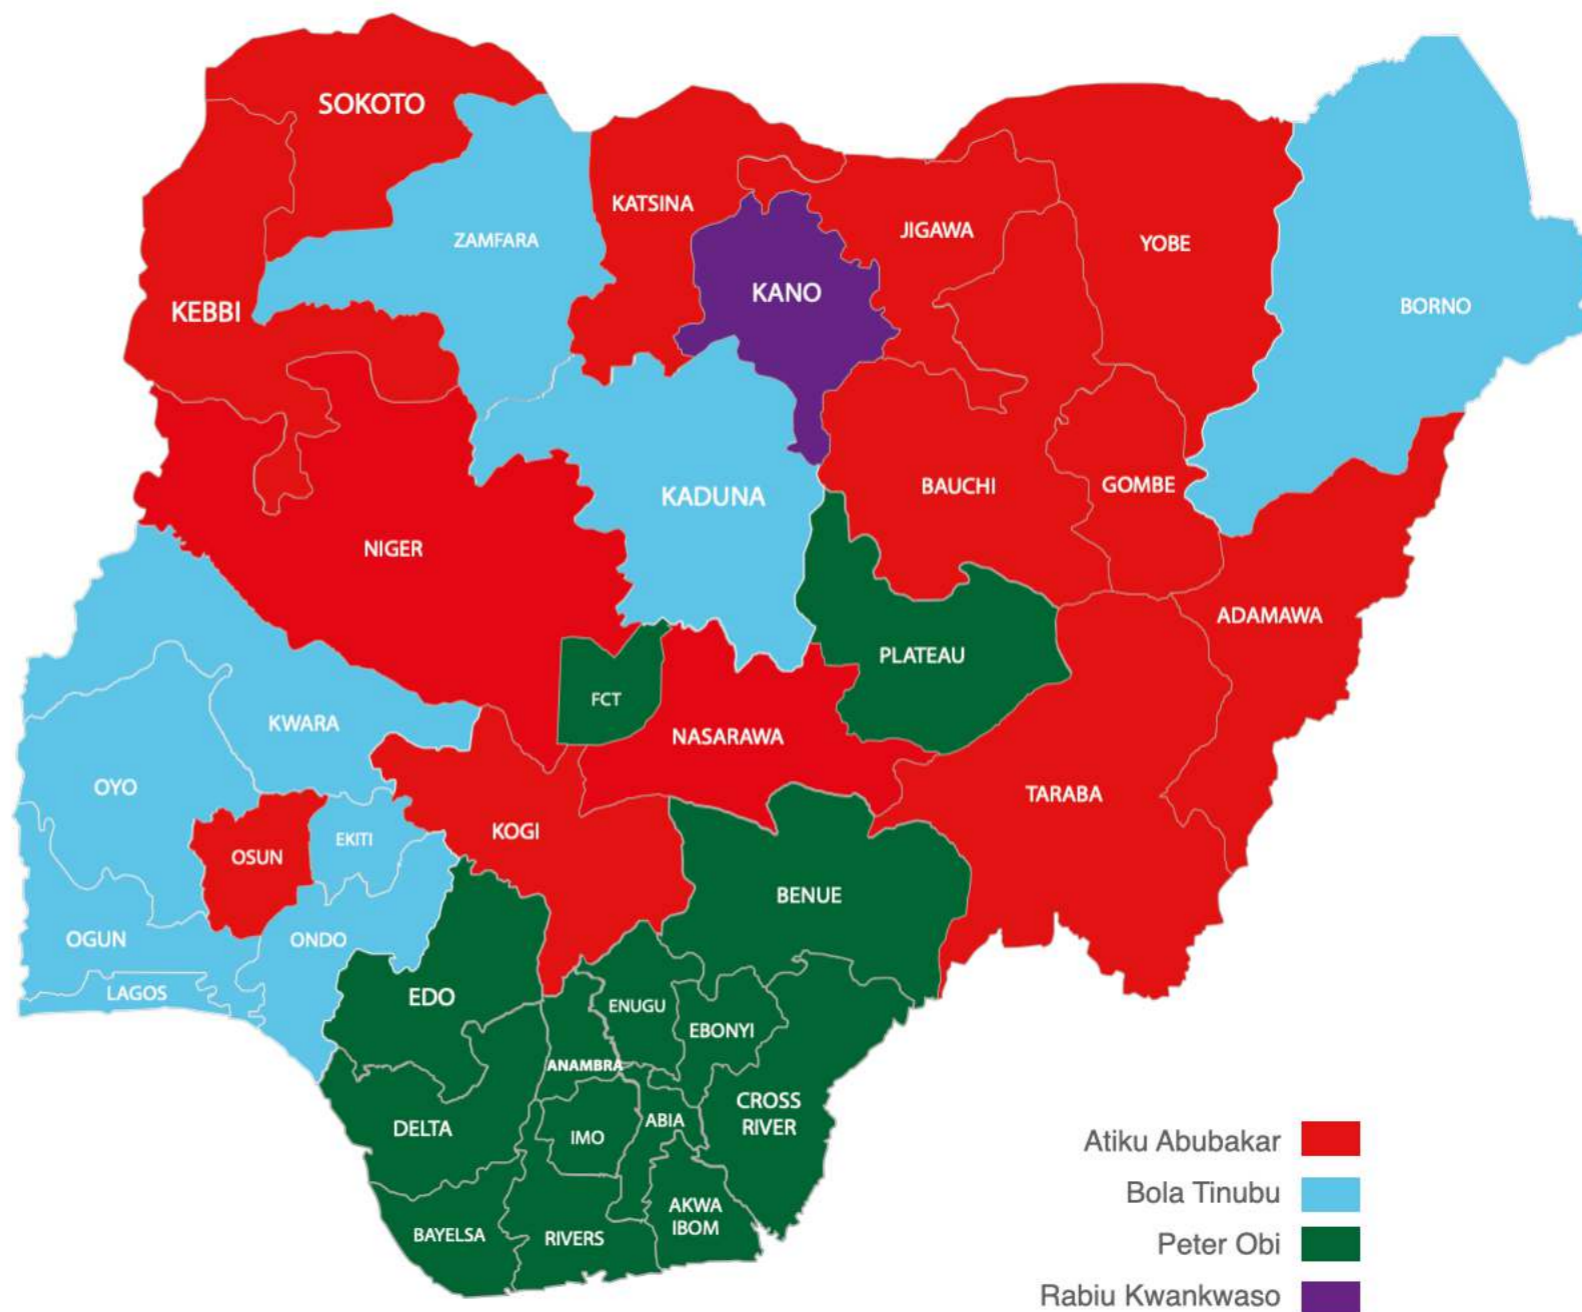 SOKOTO
KATSINA
JIGAWA
ZAMFARA
YOBE
KANO
BORNO
KEBBI
BAUCHI
GOMBE
KADUNA
NIGER
ADAMAWA
PLATEAU
FCT
KWARA
NASARAWA
OYO
TARABA
KOGI
EKITI
OSUN
BENUE
OGUN
ONDO
LAGOS
EDO
ENUGU
EBONYI
ANAMBRA
CROSS
RIVER
ABIA
DELTA
IMO
AKWA
IBOM
BAYELSA
RIVERS
Atiku Abubakar
Bola Tinubu
Peter Obi
Rabiu Kwankwaso